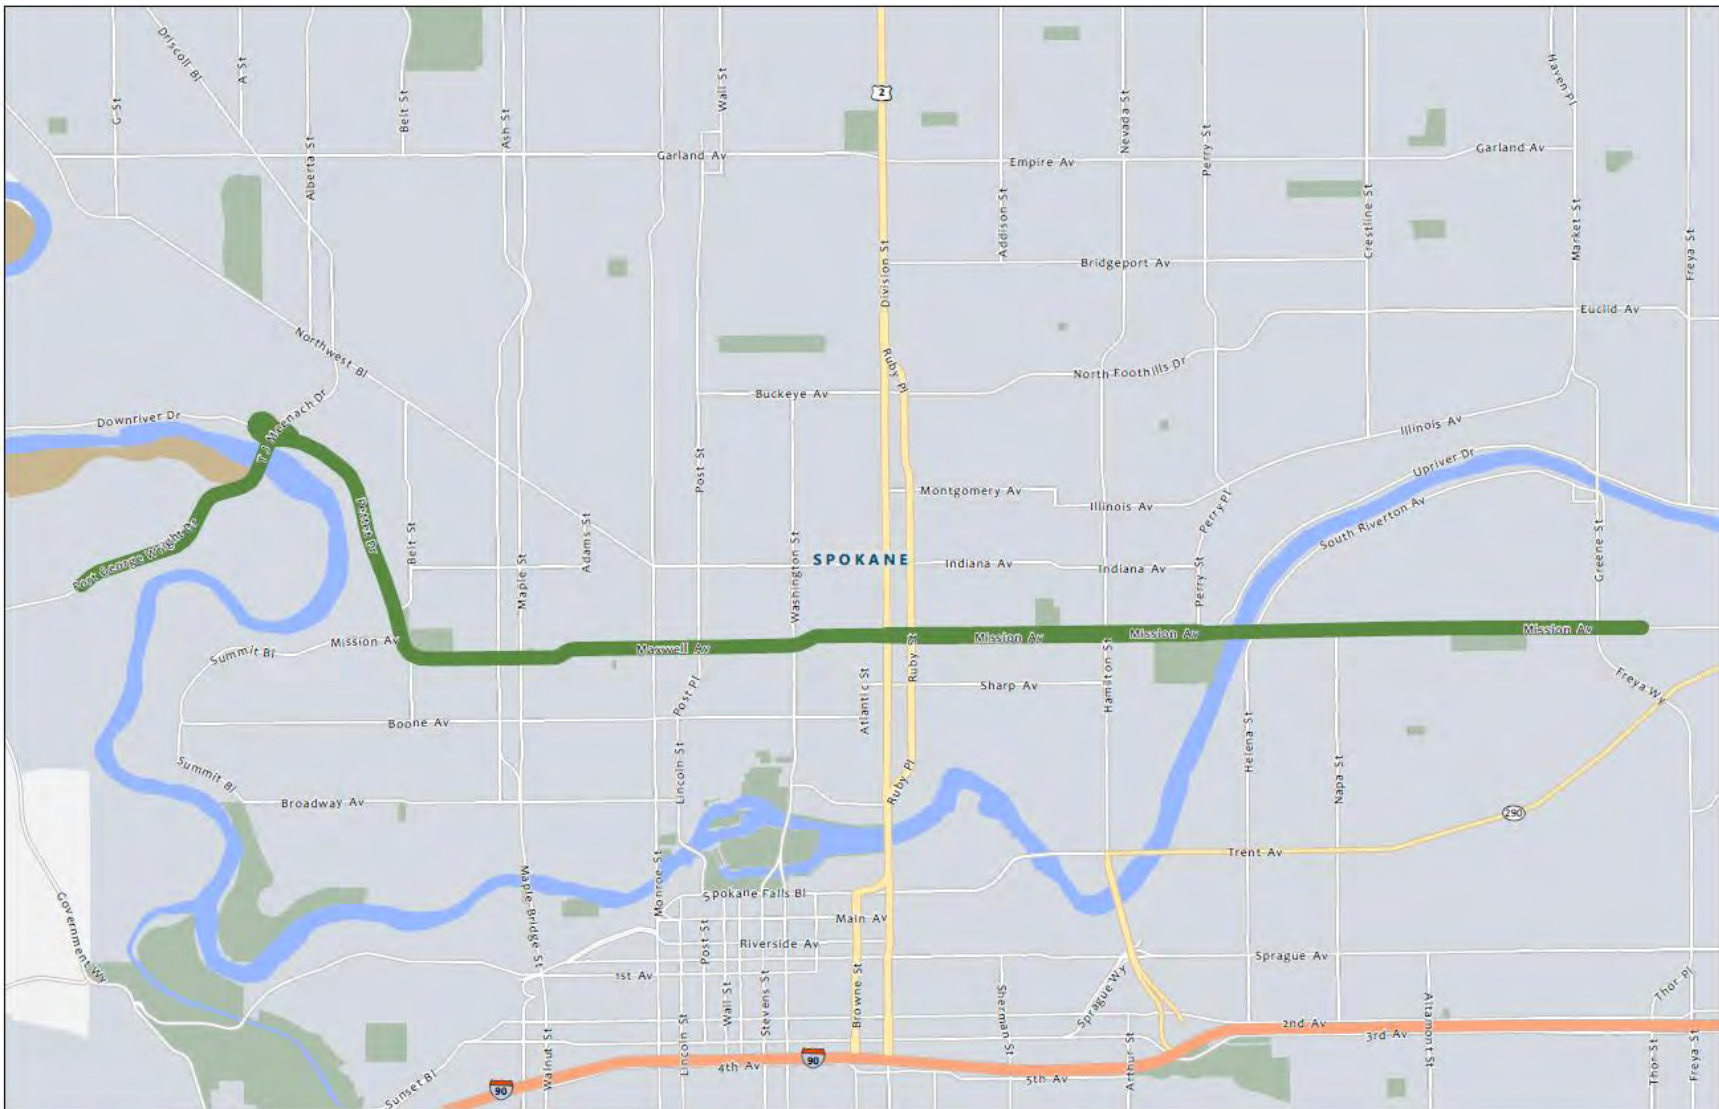 Driscoll Bl
A St
G St
Belt St
Ash St
Wall St
2
Nevada St
Haven Pl
Alberta St
Garland Av
Empire Av
Perry St
Garland Av
Addison St
Crestline St
Market St
Freya St
Division St
Bridgeport Av
Euclid Av
Northwest Bl
Ruby Pl
North Foothills Dr
Buckeye Av
Downriver Dr
T J Meenach Dr
Illinois Av
Post St
Upriver Dr
Montgomery Av
Illinois Av
Perry Pl
South Riverton Av
Fort George Wright Dr
Pettet Dr
Belt St
Adams St
Maple St
Washington St
SPOKANE
Indiana Av
Indiana Av
Perry St
Greene St
Summit Bl
Mission Av
Maxwell Av
Mission Av
Mission Av
Mission Av
Ruby St
Hamilton St
Sharp Av
Atlantic St
Post Pl
Freya Wy
Boone Av
Summit Bl
Lincoln St
Helena St
Napa St
Ruby Pl
Broadway Av
290
Trent Av
Monroe St
Maple Bridge St
Spokane Falls Bl
Main Av
Government Wy
Post St
Riverside Av
Sprague Av
1st Av
Browne St
Sherman St
Sprague Wy
Thor Pl
Wall St
Stevens St
Altamont St
2nd Av
3rd Av
Lincoln St
Walnut St
4th Av
90
5th Av
Arthur St
Thor St
Freya St
Sunset Bl
90